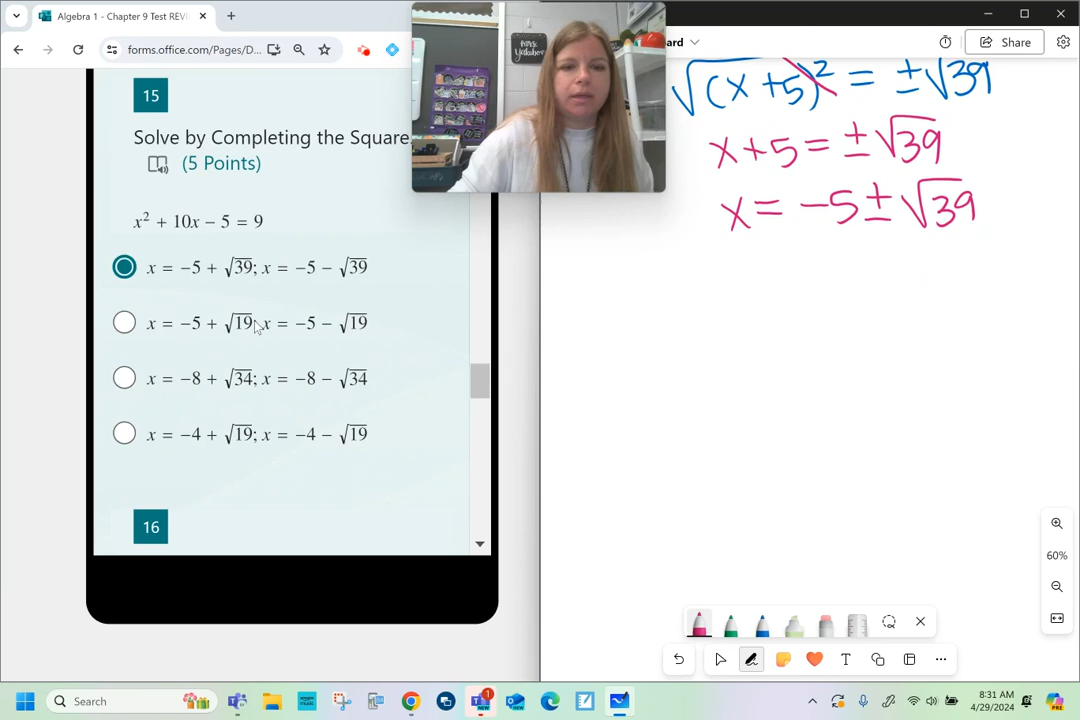 Algebra 1 - Chapter 9 Test REVI
forms.office.com/Pages/D...
ard
Share
15
Solve by Completing the Square
(5 Points)
x² + 10x − 5 = 9
x = −5 + √39; x = −5 − √39
x = −5 + √19; x = −5 − √19
x = −8 + √34; x = −8 − √34
x = −4 + √19; x = −4 − √19
16
√(x+5)² = ±√39
x+5 = ±√39
x = -5 ± √39
60%
Search
1
8:31 AM
4/29/2024